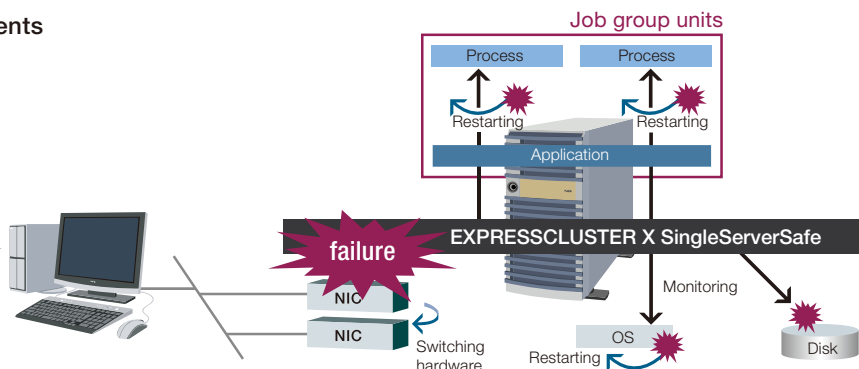 ents
Job group units
Process
Process
Restarting
Restarting
Application
failure
EXPRESSCLUSTER X SingleServerSafe
NIC
Monitoring
NIC
Switching
hardware
OS
Restarting
Disk